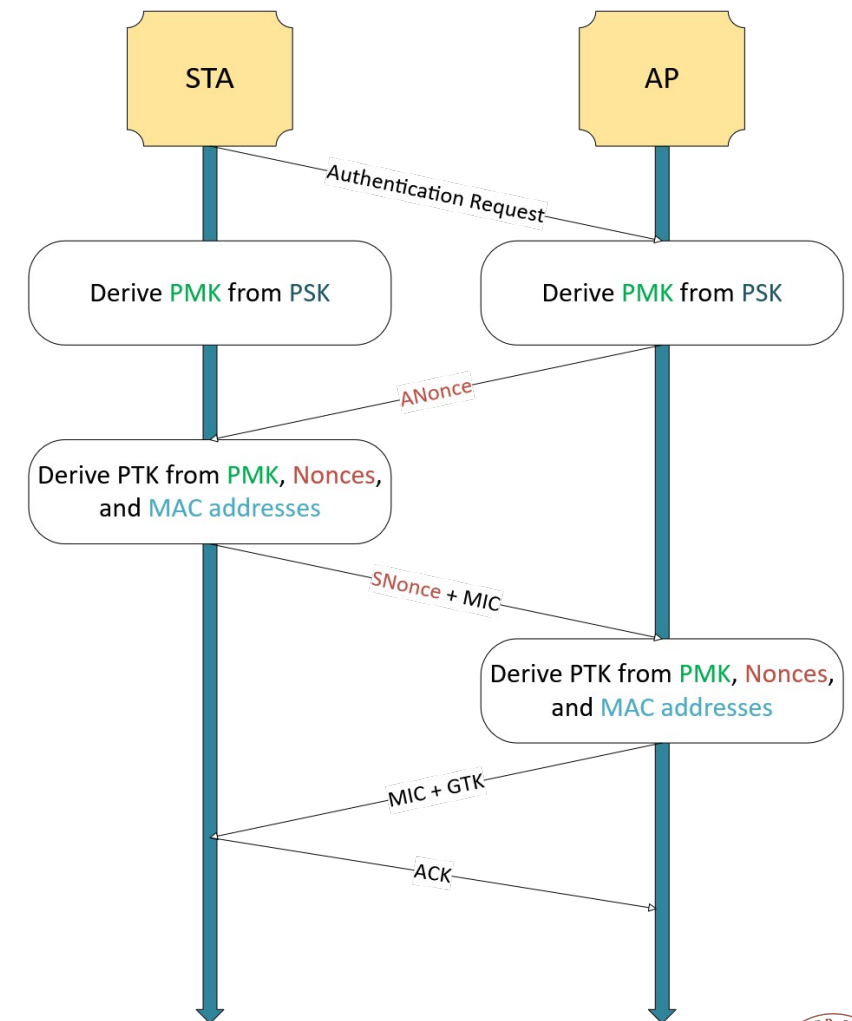 STA
AP
Authentication Request
Derive PMK from PSK
Derive PMK from PSK
ANonce
Derive PTK from PMK, Nonces,
and MAC addresses
SNonce + MIC
Derive PTK from PMK, Nonces,
and MAC addresses
MIC + GTK
ACK